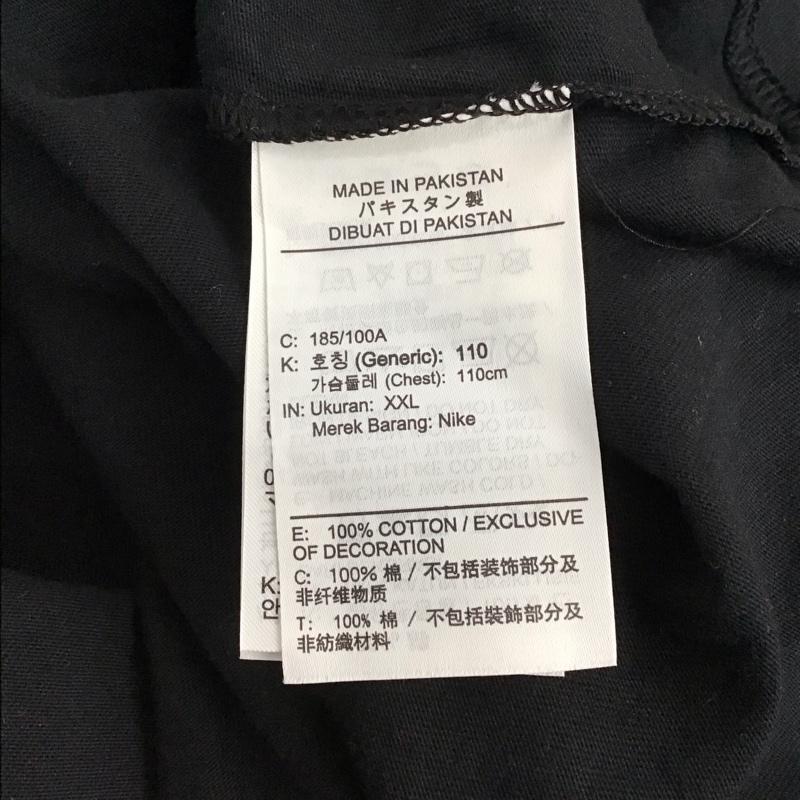 MADE IN PAKISTAN
パキスタン製
DIBUAT DI PAKISTAN
C: 185/100A
K: 호칭 (Generic): 110
가슴둘레 (Chest): 110cm
IN: Ukuran: XXL
Merek Barang: Nike
E: 100% COTTON / EXCLUSIVE
OF DECORATION
C: 100% 棉 / 不包括装饰部分及
非纤维物质
T: 100% 棉 / 不包括裝飾部分及
非紡織材料
K: